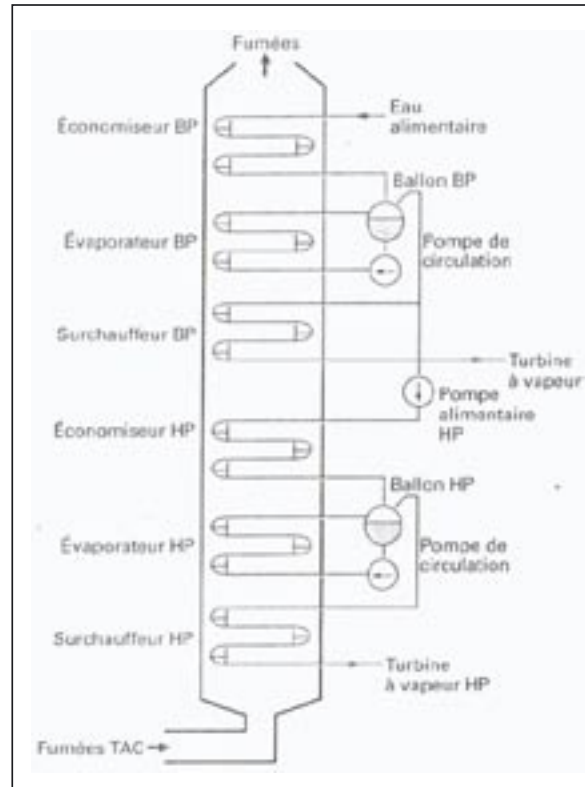 Fumées
Économiseur BP
Eau
alimentaire
Ballon BP
Évaporateur BP
Pompe de
circulation
Surchauffeur BP
Turbine
à vapeur
Pompe
alimentaire
HP
Économiseur HP
Ballon HP
Évaporateur HP
Pompe de
circulation
Surchauffeur HP
Turbine
à vapeur HP
Fumées TAC